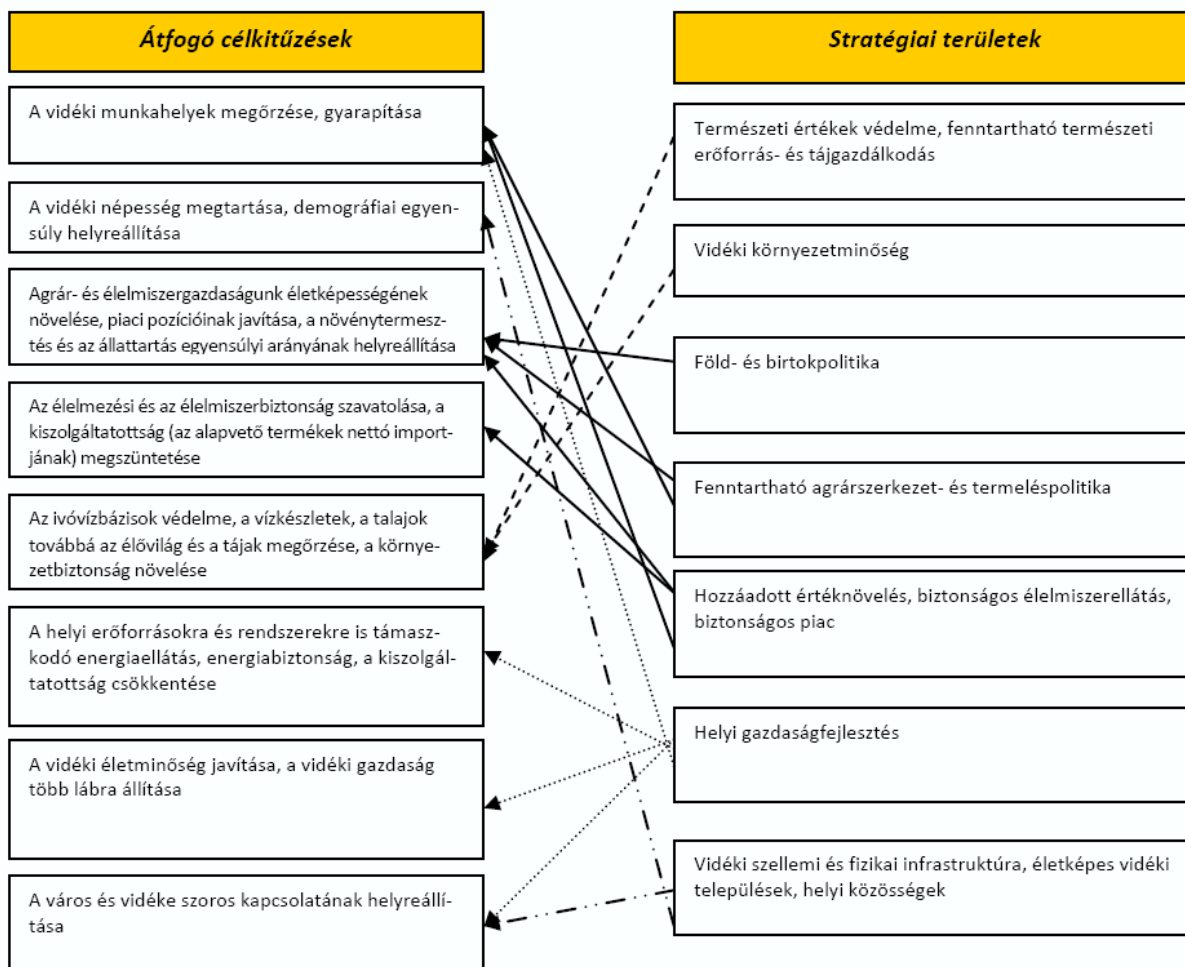 Átfogó célkitűzések
A vidéki munkahelyek megőrzése, gyarapítása
A vidéki népesség megtartása, demográfiai egyen-
súly helyreállítása
Agrár- és élelmiszergazdaságunk életképességének
növelése, piaci pozícióinak javítása, a növénytermesz-
tés és az állattartás egyensúlyi arányának helyreállítása
Az élelmezési és az élelmiszerbiztonság szavatolása, a
kiszolgáltatottság (az alapvető termékek nettó import-
jának) megszüntetése
Az ivóvízbázisok védelme, a vízkészletek, a talajok
továbbá az élővilág és a tájak megőrzése, a környe-
zetbiztonság növelése
A helyi erőforrásokra és rendszerekre is támasz-
kodó energiaellátás, energiabiztonság, a kiszolgál-
tatottság csökkentése
A vidéki életminőség javítása, a vidéki gazdaság
több lábra állítása
A város és vidéke szoros kapcsolatának helyreállí-
tása
Stratégiai területek
Természeti értékek védelme, fenntartható természeti
erőforrás- és tájgazdálkodás
Vidéki környezetminőség
Föld- és birtokpolitika
Fenntartható agrárszerkezet- és termeléspolitika
Hozzáadott értéknövelés, biztonságos élelmiszerellátás,
biztonságos piac
Helyi gazdaságfejlesztés
Vidéki szellemi és fizikai infrastruktúra, életképes vidéki
települések, helyi közösségek